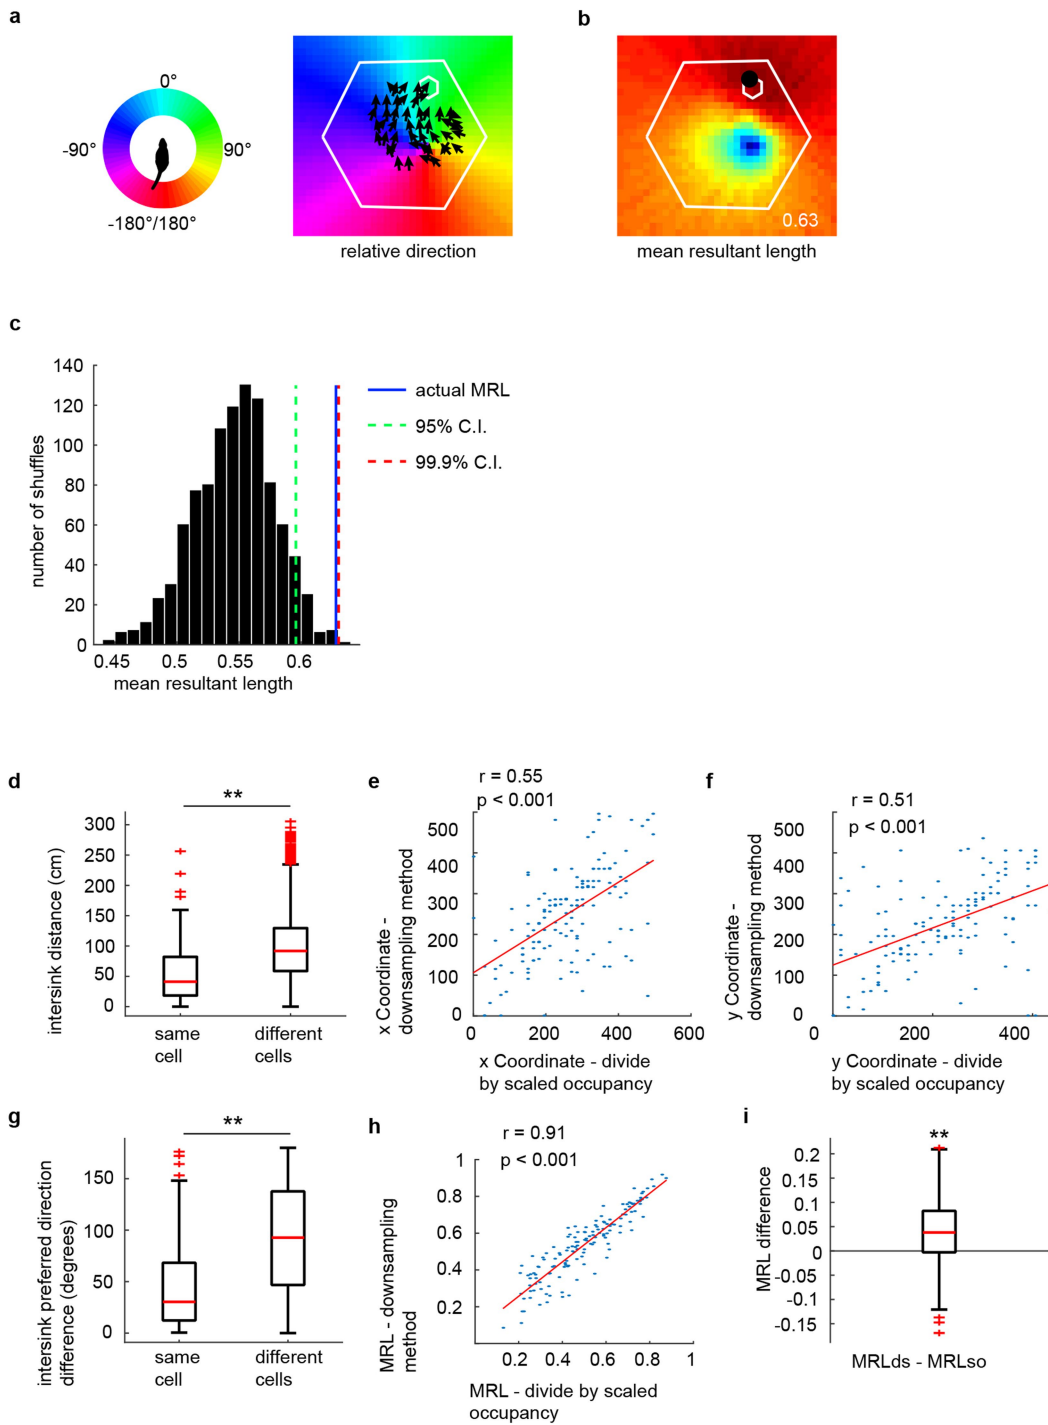 a
0°
-90°
90°
-180°/180°
relative direction
b
0.63
mean resultant length
c
number of shuffles
140
120
100
80
60
40
20
0
0.45 0.5 0.55 0.6
mean resultant length
actual MRL
95% C.I.
99.9% C.I.
d
**
intersink distance (cm)
300
250
200
150
100
50
0
same cell
different cells
e
r = 0.55
p < 0.001
x Coordinate -
downsampling method
500
400
300
200
100
0
0 200 400 600
x Coordinate - divide
by scaled occupancy
f
r = 0.51
p < 0.001
y Coordinate -
downsampling method
500
400
300
200
100
0
0 200 400
y Coordinate - divide
by scaled occupancy
g
**
intersink preferred direction
difference (degrees)
150
100
50
0
same cell
different cells
h
r = 0.91
p < 0.001
MRL - downsampling
method
1
0.8
0.6
0.4
0.2
0.2 0.4 0.6 0.8 1
MRL - divide by scaled
occupancy
i
**
MRL difference
0.2
0.15
0.1
0.05
0
-0.05
-0.1
-0.15
MRLds - MRLso